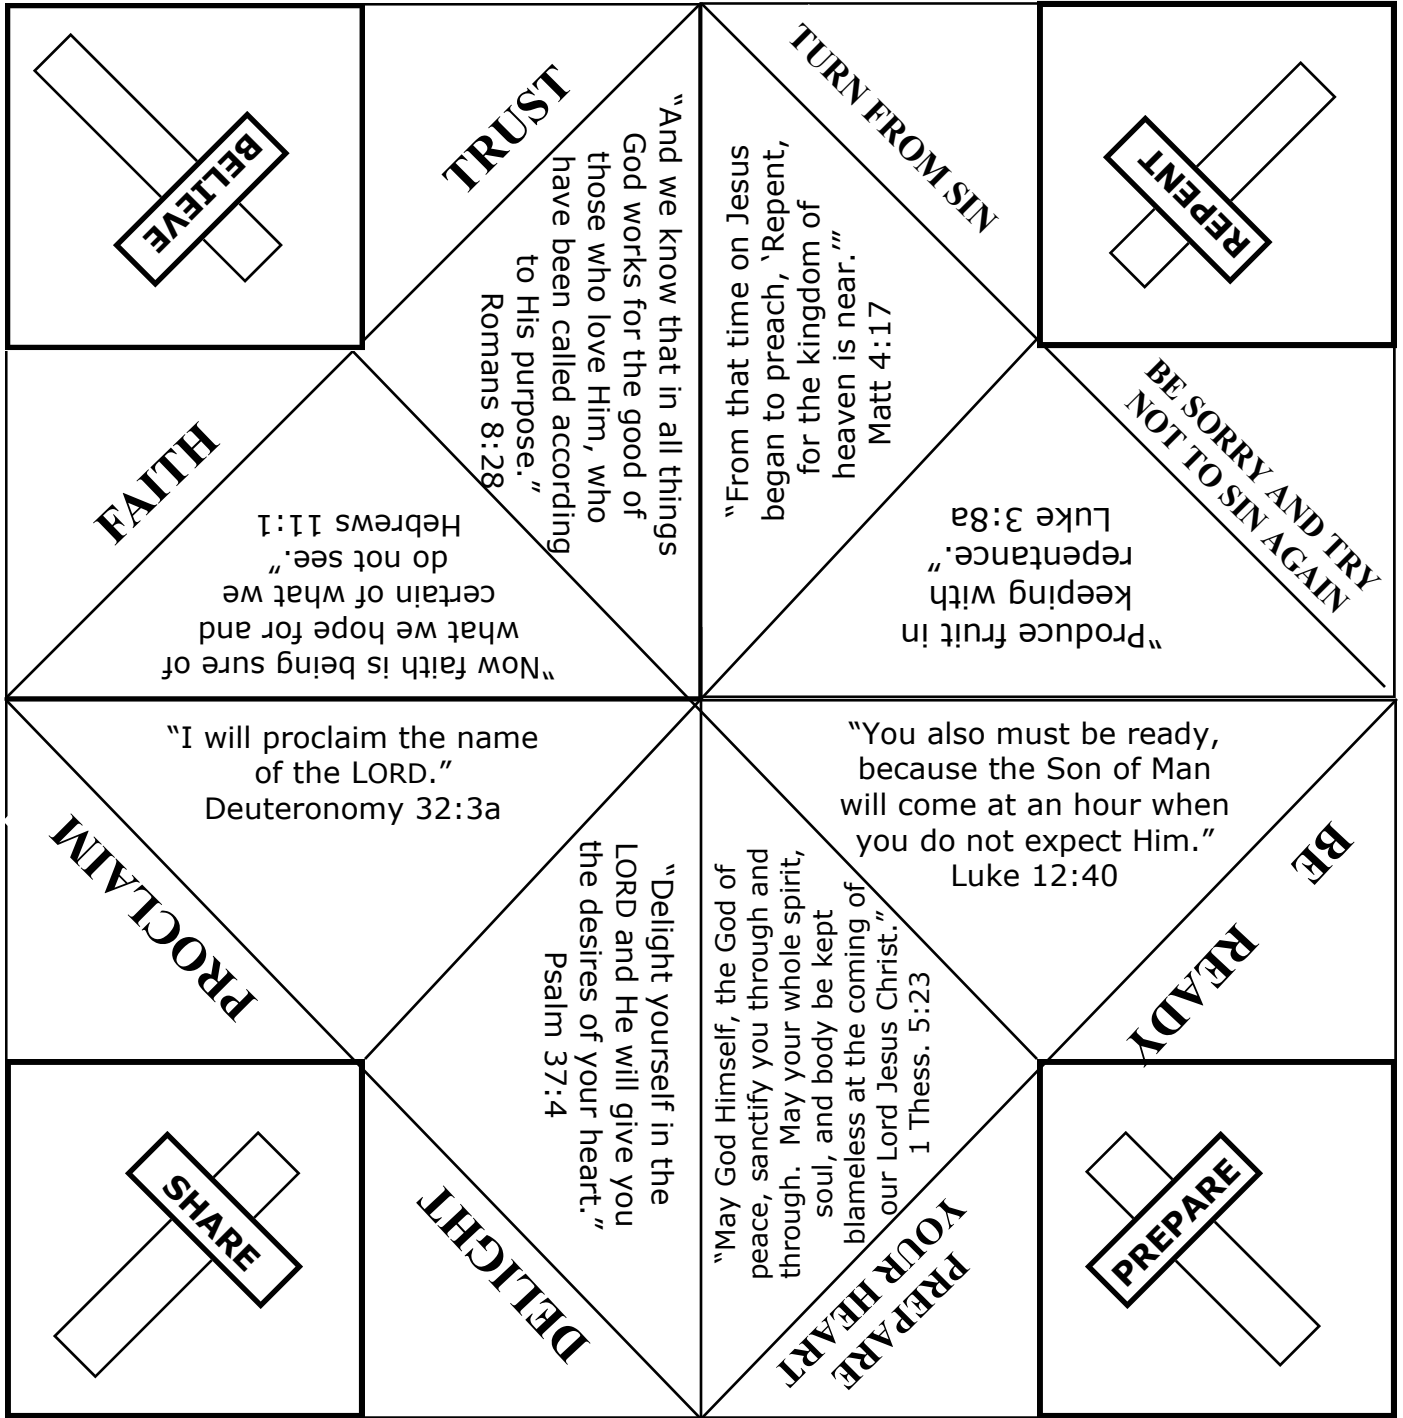 BELIEVE
TRUST
“And we know that in all things
God works for the good of
those who love Him, who
have been called according
to His purpose.”
Romans 8:28
TURN FROM SIN
“From that time on Jesus
began to preach, ‘Repent,
for the kingdom of
heaven is near.’”
Matt 4:17
REPENT
FAITH
“Now faith is being sure of
what we hope for and
certain of what we
do not see.”
Hebrews 11:1
“Produce fruit in
keeping with
repentance.”
Luke 3:8a
BE SORRY AND TRY
NOT TO SIN AGAIN
“I will proclaim the name
of the LORD.”
Deuteronomy 32:3a
PROCLAIM
“Delight yourself in the
LORD and He will give you
the desires of your heart.”
Psalm 37:4
DELIGHT
SHARE
“You also must be ready,
because the Son of Man
will come at an hour when
you do not expect Him.”
Luke 12:40
BE
READY
“May God Himself, the God of
peace, sanctify you through and
through.  May your whole spirit,
soul, and body be kept
blameless at the coming of
our Lord Jesus Christ.”
1 Thess. 5:23
PREPARE
YOUR HEART
PREPARE